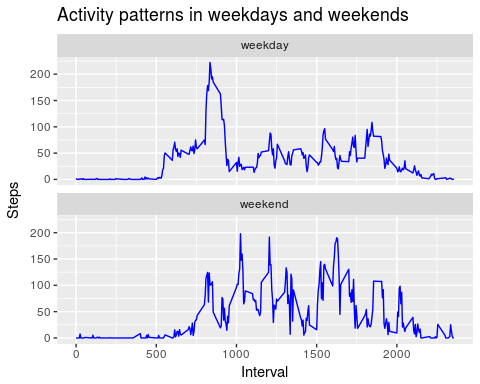 Activity patterns in weekdays and weekends
weekday
200
150
100
50
0
Steps
weekend
200
150
100
50
0
0 500 1000 1500 2000
Interval